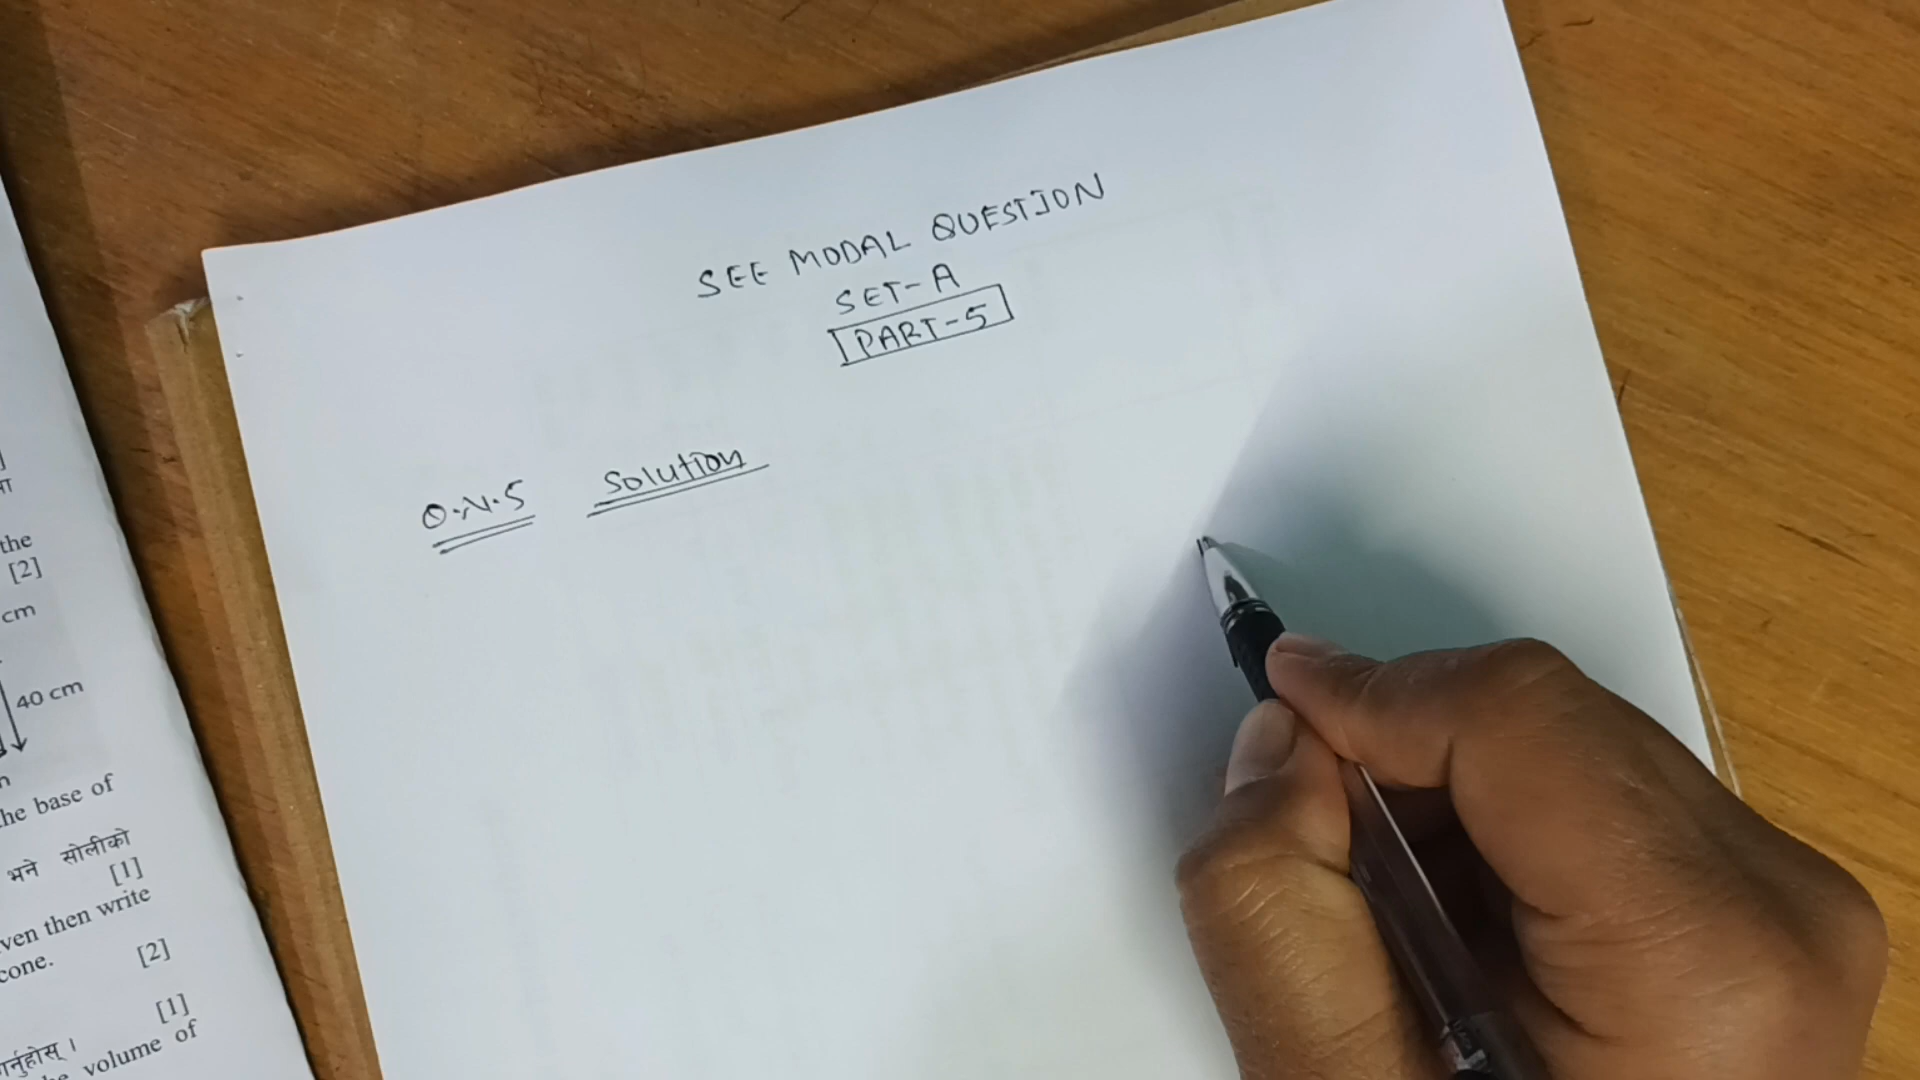 SEE MODAL QUESTION
SET-A
PART-5
Q.N.5 Solution
the
[2]
cm
40 cm
he base of
भने सोलीको
[1]
ven then write
[2]
cone.
[1]
गर्नुहोस् ।
volume of